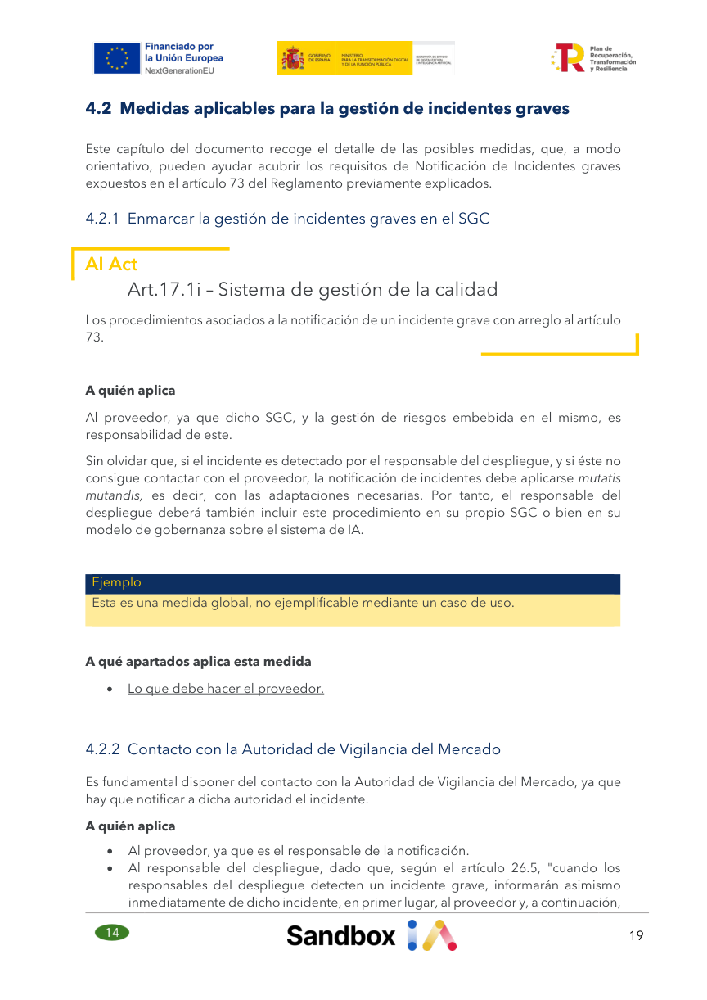 Financiado por
la Unión Europea
NextGenerationEU
GOBIERNO
DE ESPAÑA
MINISTERIO
PARA LA TRANSFORMACIÓN DIGITAL
Y DE LA FUNCIÓN PÚBLICA
SECRETARÍA DE ESTADO
DE DIGITALIZACIÓN
E INTELIGENCIA ARTIFICIAL
Plan de
Recuperación,
Transformación
y Resiliencia
4.2 Medidas aplicables para la gestión de incidentes graves
Este capítulo del documento recoge el detalle de las posibles medidas, que, a modo
orientativo, pueden ayudar acubrir los requisitos de Notificación de Incidentes graves
expuestos en el artículo 73 del Reglamento previamente explicados.
4.2.1 Enmarcar la gestión de incidentes graves en el SGC
AI Act
Art.17.1i – Sistema de gestión de la calidad
Los procedimientos asociados a la notificación de un incidente grave con arreglo al artículo
73.
A quién aplica
Al proveedor, ya que dicho SGC, y la gestión de riesgos embebida en el mismo, es
responsabilidad de este.
Sin olvidar que, si el incidente es detectado por el responsable del despliegue, y si éste no
consigue contactar con el proveedor, la notificación de incidentes debe aplicarse mutatis
mutandis, es decir, con las adaptaciones necesarias. Por tanto, el responsable del
despliegue deberá también incluir este procedimiento en su propio SGC o bien en su
modelo de gobernanza sobre el sistema de IA.
Ejemplo
Esta es una medida global, no ejemplificable mediante un caso de uso.
A qué apartados aplica esta medida
• Lo que debe hacer el proveedor.
4.2.2 Contacto con la Autoridad de Vigilancia del Mercado
Es fundamental disponer del contacto con la Autoridad de Vigilancia del Mercado, ya que
hay que notificar a dicha autoridad el incidente.
A quién aplica
• Al proveedor, ya que es el responsable de la notificación.
• Al responsable del despliegue, dado que, según el artículo 26.5, "cuando los
responsables del despliegue detecten un incidente grave, informarán asimismo
inmediatamente de dicho incidente, en primer lugar, al proveedor y, a continuación,
14
Sandbox
19